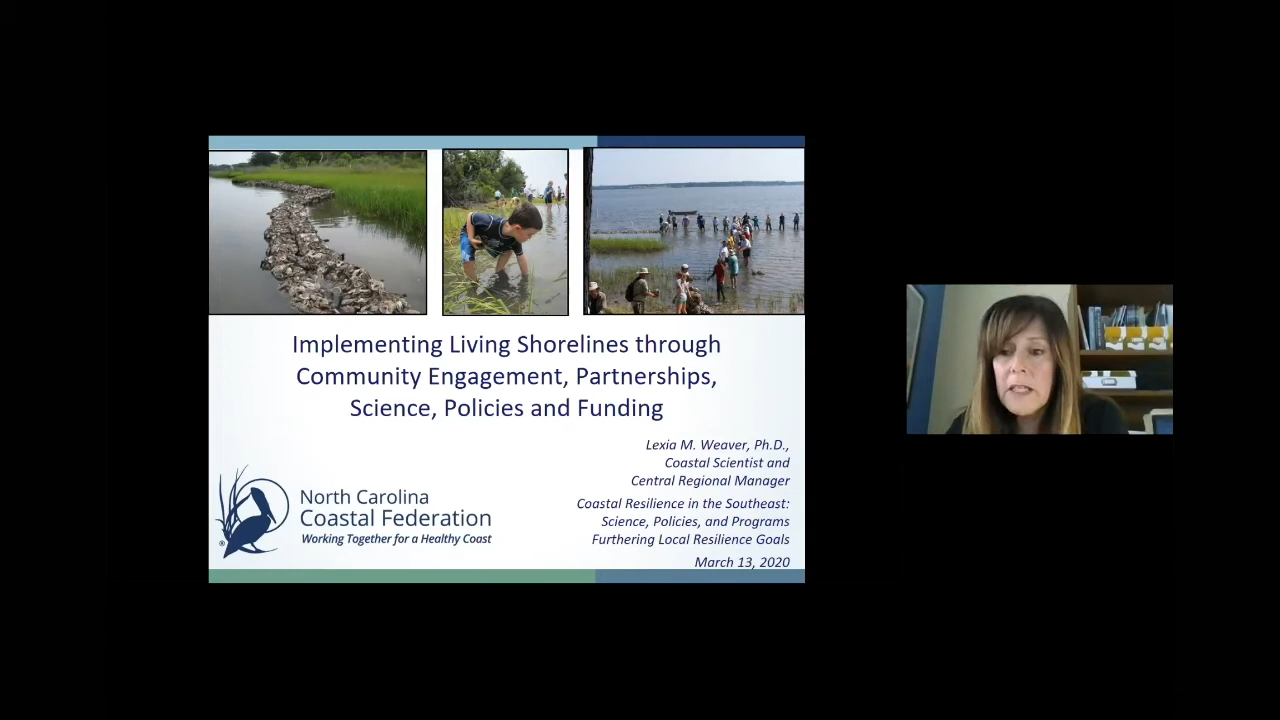 Implementing Living Shorelines through
Community Engagement, Partnerships,
Science, Policies and Funding
Lexia M. Weaver, Ph.D.,
Coastal Scientist and
Central Regional Manager
Coastal Resilience in the Southeast:
Science, Policies, and Programs
Furthering Local Resilience Goals
March 13, 2020
North Carolina
Coastal Federation
Working Together for a Healthy Coast
®